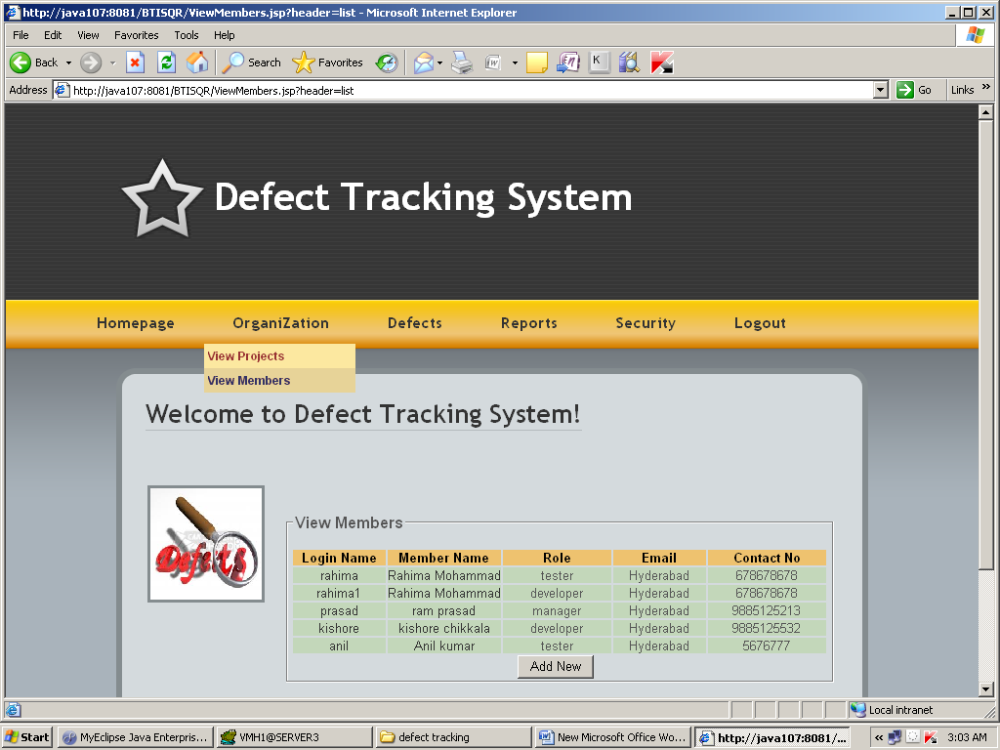 http://java107:8081/BTISQR/ViewMembers.jsp?header=list - Microsoft Internet Explorer
File Edit View Favorites Tools Help
Back Search Favorites
Address http://java107:8081/BTISQR/ViewMembers.jsp?header=list Go Links »
Defect Tracking System
Homepage OrganiZation Defects Reports Security Logout
View Projects
View Members
Welcome to Defect Tracking System!
Defects
View Members
Login Name Member Name Role Email Contact No
rahima Rahima Mohammad tester Hyderabad 678678678
rahima1 Rahima Mohammad developer Hyderabad 678678678
prasad ram prasad manager Hyderabad 9885125213
kishore kishore chikkala developer Hyderabad 9885125532
anil Anil kumar tester Hyderabad 5676777
Add New
Local intranet
Start MyEclipse Java Enterpris... VMH1@SERVER3 defect tracking New Microsoft Office Wo... http://java107:8081/... « 3:03 AM